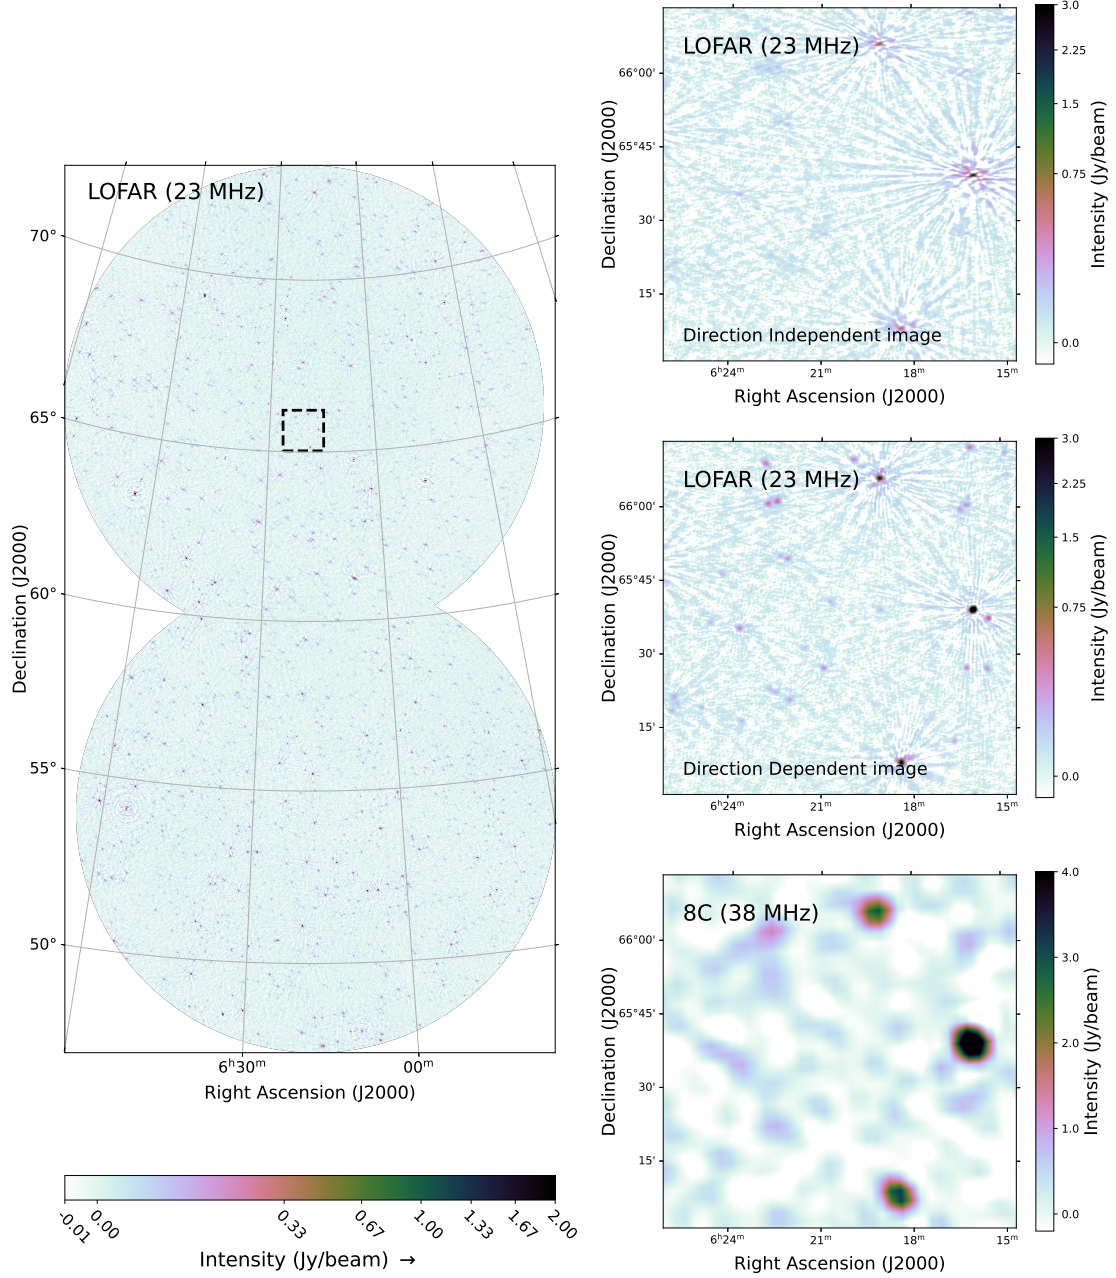 LOFAR (23 MHz)
70°
65°
60°
55°
50°
Declination (J2000)
6ʰ30ᵐ
00ᵐ
Right Ascension (J2000)
-0.01
0.00
0.33
0.67
1.00
1.33
1.67
2.00
Intensity (Jy/beam) →
LOFAR (23 MHz)
Direction Independent image
66°00'
65°45'
30'
15'
Declination (J2000)
6ʰ24ᵐ
21ᵐ
18ᵐ
15ᵐ
Right Ascension (J2000)
3.0
2.25
1.5
0.75
0.0
Intensity (Jy/beam)
LOFAR (23 MHz)
Direction Dependent image
66°00'
65°45'
30'
15'
Declination (J2000)
6ʰ24ᵐ
21ᵐ
18ᵐ
15ᵐ
Right Ascension (J2000)
3.0
2.25
1.5
0.75
0.0
Intensity (Jy/beam)
8C (38 MHz)
66°00'
65°45'
30'
15'
Declination (J2000)
6ʰ24ᵐ
21ᵐ
18ᵐ
15ᵐ
Right Ascension (J2000)
4.0
3.0
2.0
1.0
0.0
Intensity (Jy/beam)